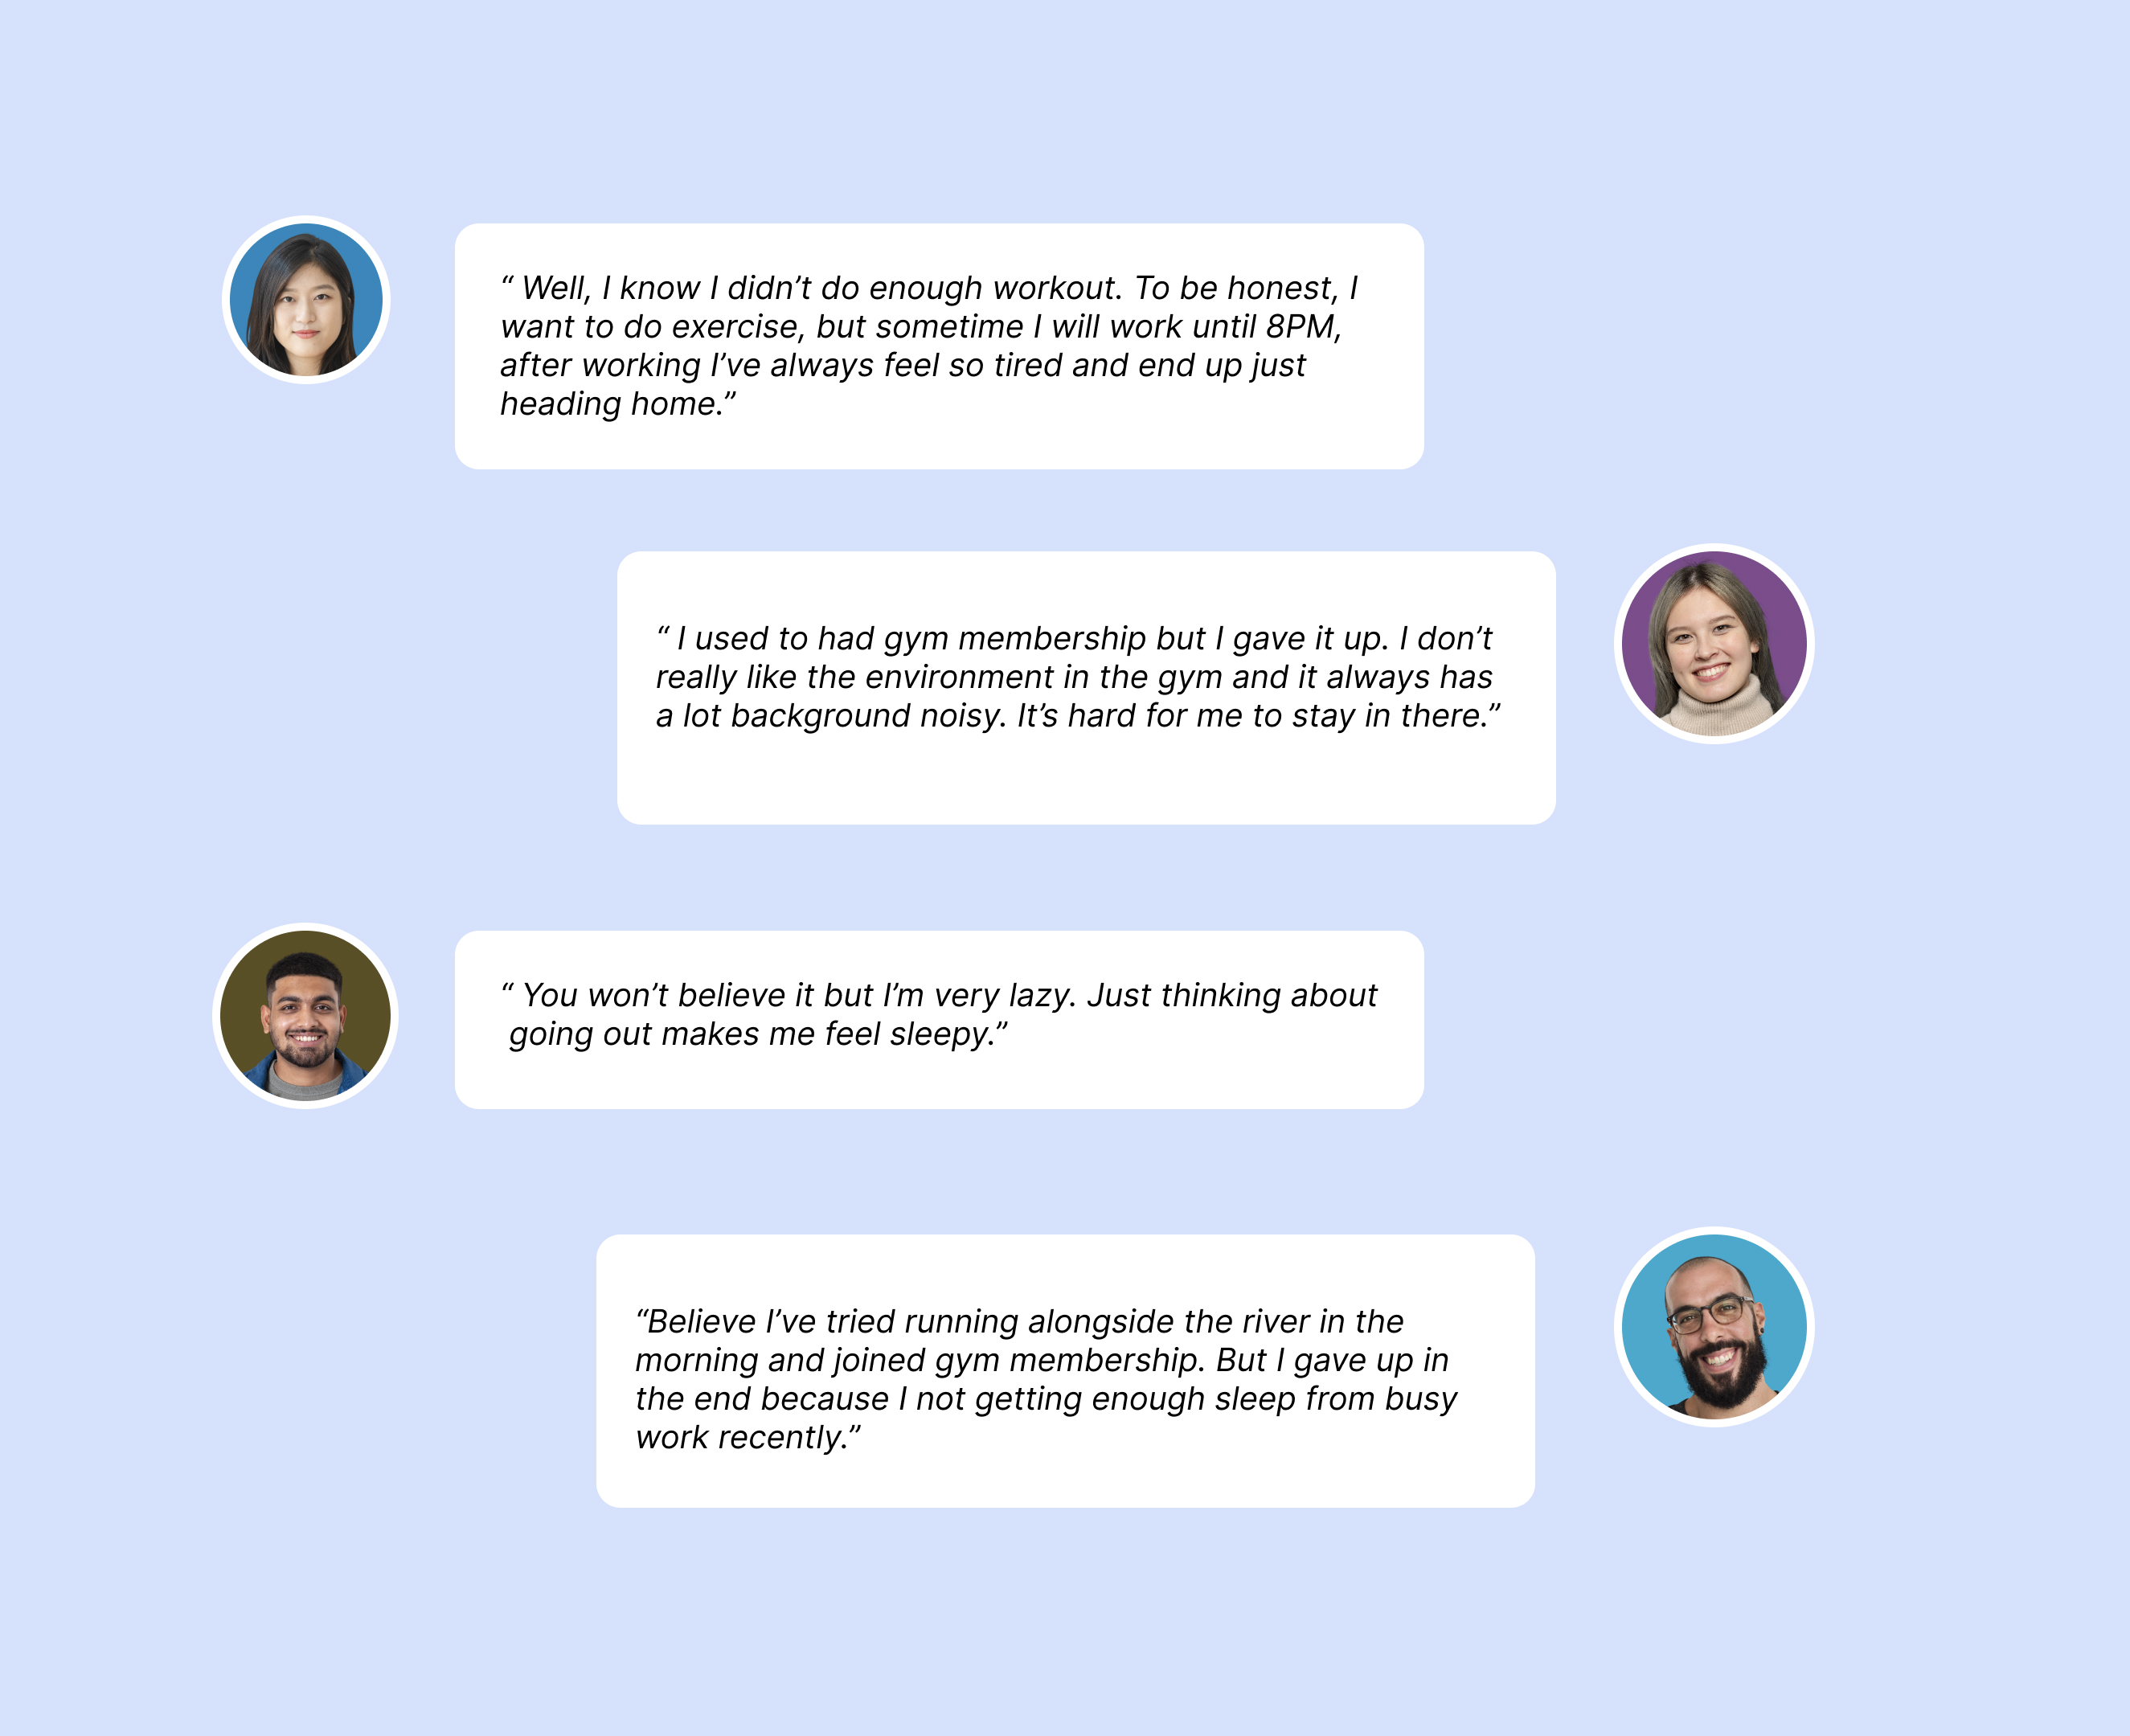 “ Well, I know I didn’t do enough workout. To be honest, I
want to do exercise, but sometime I will work until 8PM,
after working I’ve always feel so tired and end up just
heading home.”
“ I used to had gym membership but I gave it up. I don’t
really like the environment in the gym and it always has
a lot background noisy. It’s hard for me to stay in there.”
“ You won’t believe it but I’m very lazy. Just thinking about
going out makes me feel sleepy.”
“Believe I’ve tried running alongside the river in the
morning and joined gym membership. But I gave up in
the end because I not getting enough sleep from busy
work recently.”